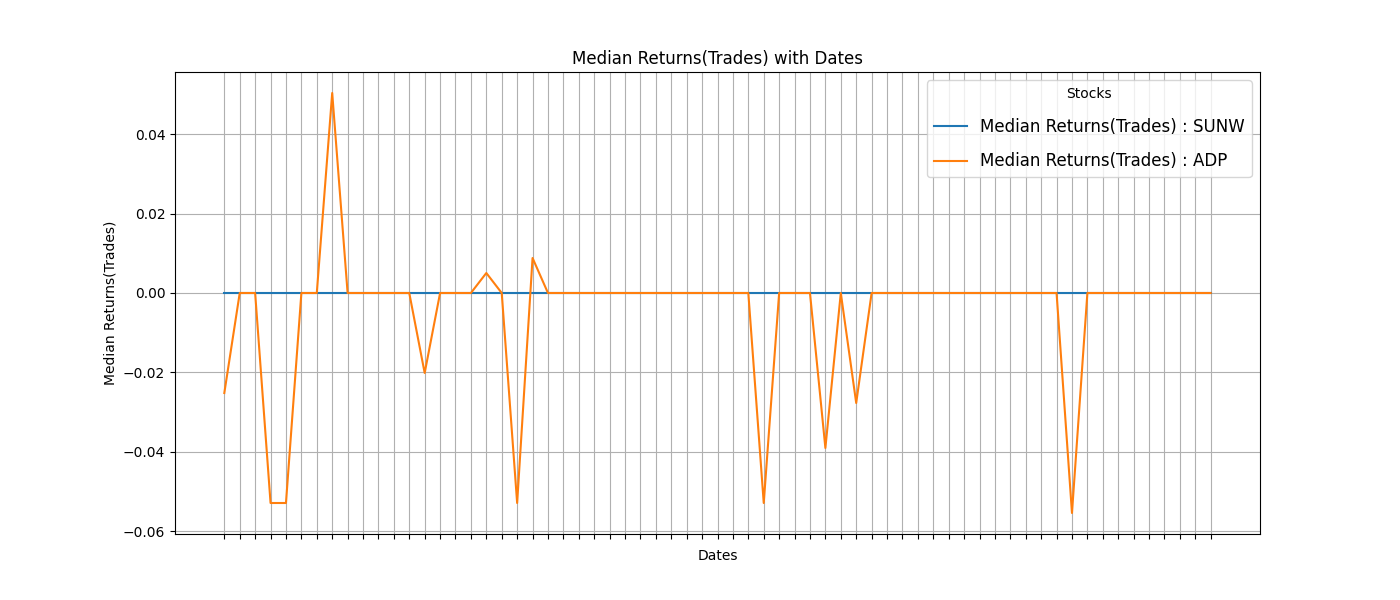 Median Returns(Trades) with Dates
Stocks
Median Returns(Trades) : SUNW
Median Returns(Trades) : ADP
Median Returns(Trades)
0.04
0.02
0.00
−0.02
−0.04
−0.06
Dates